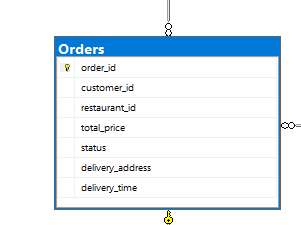 Orders
order_id
customer_id
restaurant_id
total_price
status
delivery_address
delivery_time